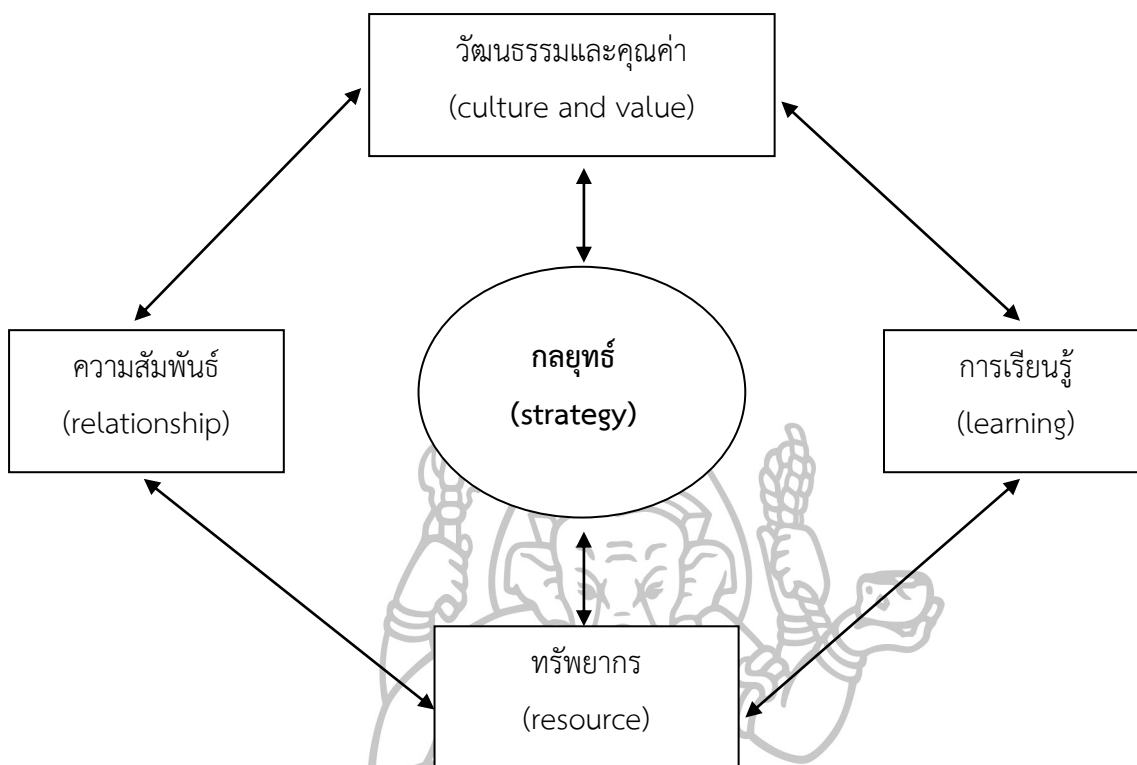 วัฒนธรรมและคุณค่า
(culture and value)
ความสัมพันธ์
(relationship)
กลยุทธ์
(strategy)
การเรียนรู้
(learning)
ทรัพยากร
(resource)